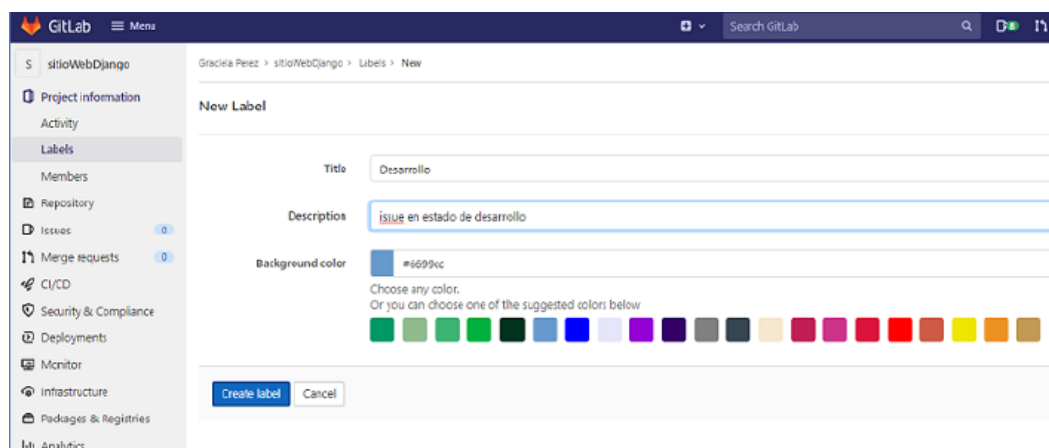 GitLab Menu Search GitLab 8
S sitioWebDjango
Graciela Perez > sitioWebDjango > Labels > New
Project information
New Label
Activity
Labels
Title Desarrollo
Members
Repository
Description issue en estado de desarrollo
Issues 0
Merge requests 0
Background color #6699cc
CI/CD
Choose any color.
Or you can choose one of the suggested colors below
Security & Compliance
Deployments
Monitor
Infrastructure
Create label Cancel
Packages & Registries
Analytics